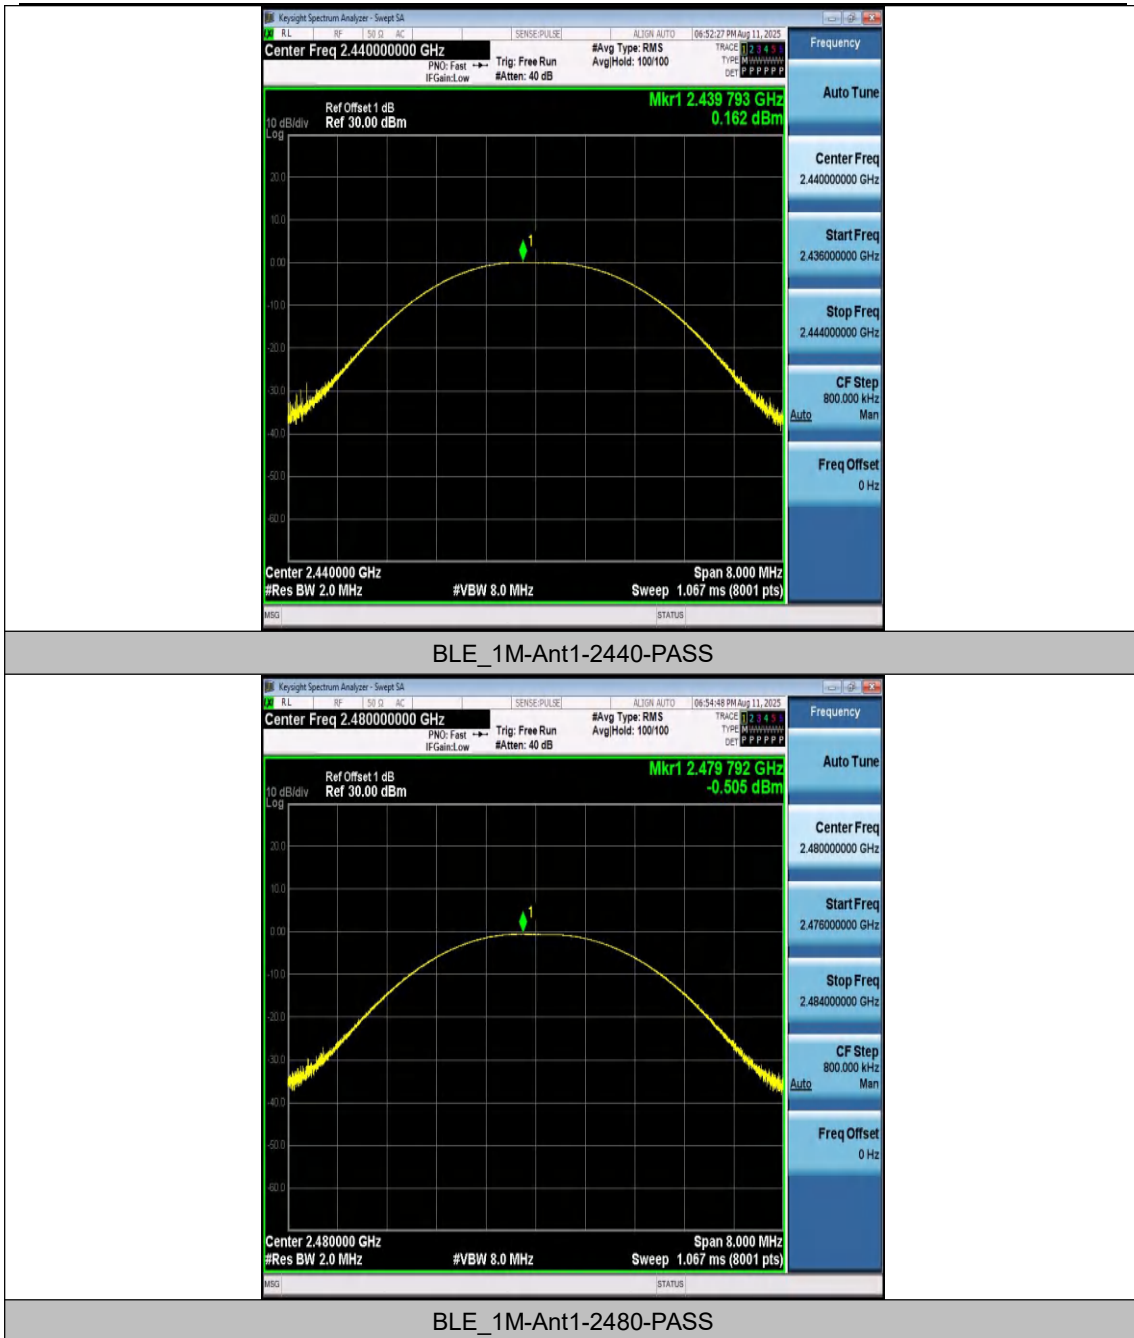 Keysight Spectrum Analyzer - Swept SA
RL RF 50 Ω AC SENSE:PULSE ALIGN AUTO 06:52:27 PM Aug 11, 2025
Center Freq 2.440000000 GHz #Avg Type: RMS TRACE 1 2 3 4 5 6
PNO: Fast Trig: Free Run Avg|Hold: 100/100 TYPE M WWWWW
IFGain:Low #Atten: 40 dB DET P P P P P P
Frequency
Auto Tune
Mkr1 2.439 793 GHz
0.162 dBm
Ref Offset 1 dB
10 dB/div Ref 30.00 dBm
Log
20.0
10.0
0.00
-10.0
-20.0
-30.0
-40.0
-50.0
-60.0
1
Center Freq
2.440000000 GHz
Start Freq
2.436000000 GHz
Stop Freq
2.444000000 GHz
CF Step
800.000 kHz
Auto Man
Freq Offset
0 Hz
Center 2.440000 GHz Span 8.000 MHz
#Res BW 2.0 MHz #VBW 8.0 MHz Sweep 1.067 ms (8001 pts)
MSG STATUS
BLE_1M-Ant1-2440-PASS
Keysight Spectrum Analyzer - Swept SA
RL RF 50 Ω AC SENSE:PULSE ALIGN AUTO 06:54:48 PM Aug 11, 2025
Center Freq 2.480000000 GHz #Avg Type: RMS TRACE 1 2 3 4 5 6
PNO: Fast Trig: Free Run Avg|Hold: 100/100 TYPE M WWWWW
IFGain:Low #Atten: 40 dB DET P P P P P P
Frequency
Auto Tune
Mkr1 2.479 792 GHz
-0.505 dBm
Ref Offset 1 dB
10 dB/div Ref 30.00 dBm
Log
20.0
10.0
0.00
-10.0
-20.0
-30.0
-40.0
-50.0
-60.0
1
Center Freq
2.480000000 GHz
Start Freq
2.476000000 GHz
Stop Freq
2.484000000 GHz
CF Step
800.000 kHz
Auto Man
Freq Offset
0 Hz
Center 2.480000 GHz Span 8.000 MHz
#Res BW 2.0 MHz #VBW 8.0 MHz Sweep 1.067 ms (8001 pts)
MSG STATUS
BLE_1M-Ant1-2480-PASS